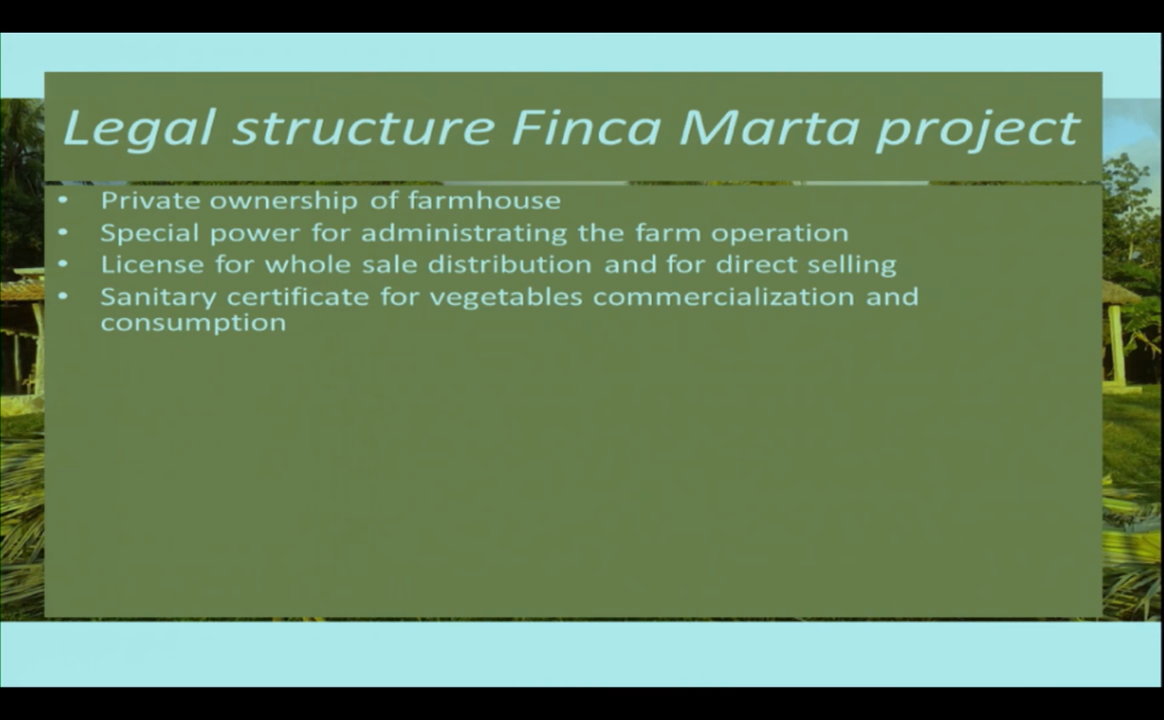 Legal structure Finca Marta project
• Private ownership of farmhouse
• Special power for administrating the farm operation
• License for whole sale distribution and for direct selling
• Sanitary certificate for vegetables commercialization and
consumption